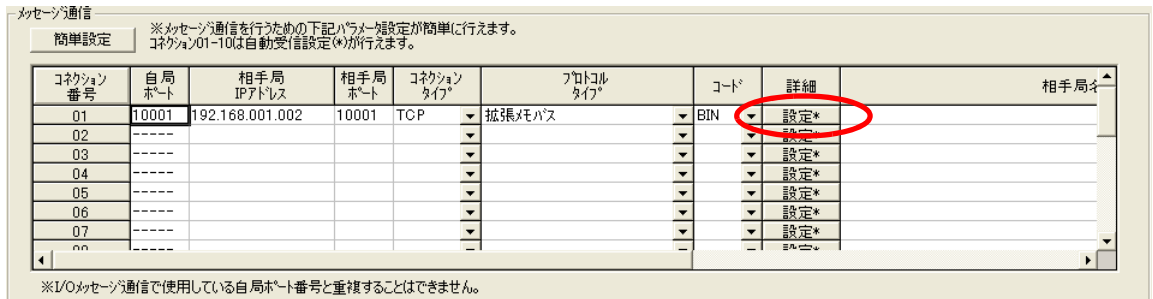 メッセージ通信
簡単設定
※メッセージ通信を行うための下記パラメータ設定が簡単に行えます。
コネクション01-10は自動受信設定(*)が行えます。
コネクション番号 自局ポート 相手局IPアドレス 相手局ポート コネクションタイプ プロトコルタイプ コード 詳細 相手局名
01 10001 192.168.001.002 10001 TCP 拡張メモバス BIN 設定*
02 ----- 設定*
03 ----- 設定*
04 ----- 設定*
05 ----- 設定*
06 ----- 設定*
07 ----- 設定*
※I/Oメッセージ通信で使用している自局ポート番号と重複することはできません。